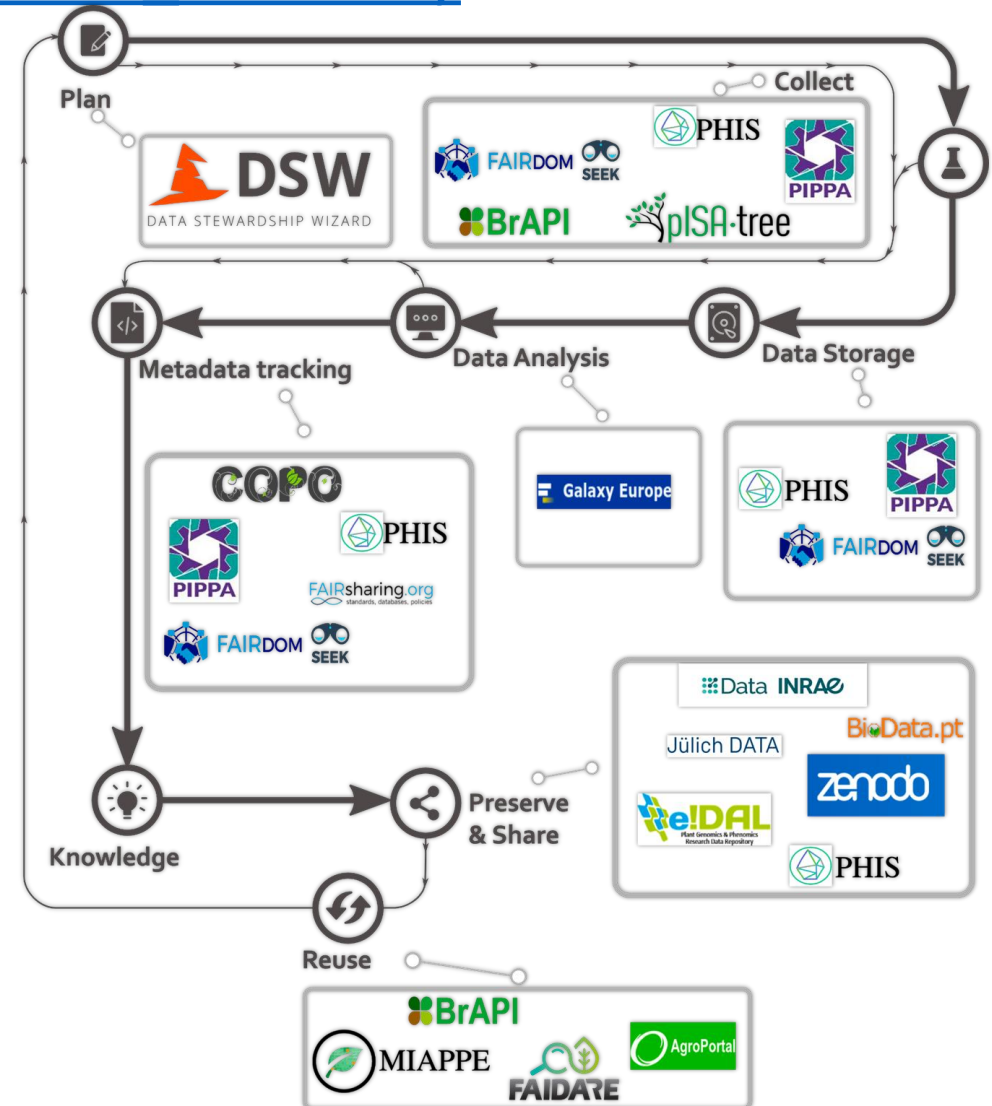 Plan
Collect
DSW
DATA STEWARDSHIP WIZARD
PHIS
FAIRDOM
SEEK
PIPPA
BrAPI
pISA-tree
Metadata tracking
</>
Data Analysis
Data Storage
COPO
PIPPA
PHIS
FAIRsharing.org
standards, databases, policies
FAIRDOM
SEEK
Galaxy Europe
PHIS
PIPPA
FAIRDOM
SEEK
Data INRAE
BioData.pt
Jülich DATA
zenodo
e!DAL
Plant Genomics & Phenomics
Research Data Repository
PHIS
Knowledge
Preserve
& Share
Reuse
BrAPI
MIAPPE
FAIDARE
AgroPortal